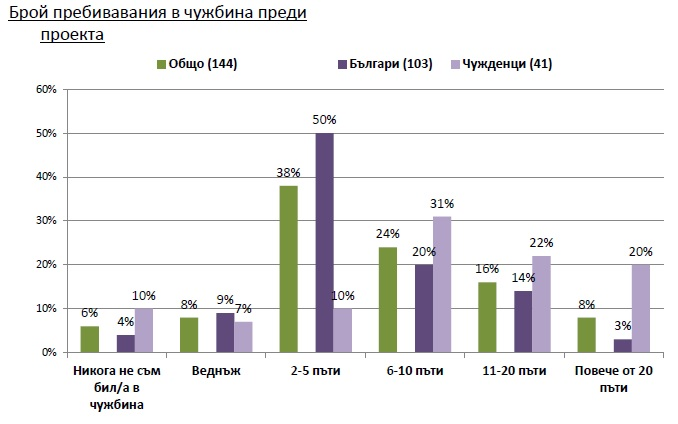 Брой пребивавания в чужбина преди
проекта
Общо (144) Българи (103) Чужденци (41)
60%
50%
40%
30%
20%
10%
0%
6% 4% 10%
8% 9% 7%
38% 50% 10%
24% 20% 31%
16% 14% 22%
8% 3% 20%
Никога не съм
бил/а в
чужбина
Веднъж
2-5 пъти
6-10 пъти
11-20 пъти
Повече от 20
пъти